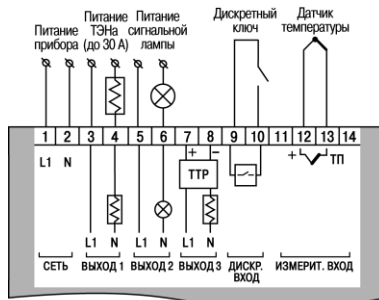 Питание прибора
Питание ТЭНа (до 30 А)
Питание сигнальной лампы
Дискретный ключ
Датчик температуры
1 2 3 4 5 6 7 8 9 10 11 12 13 14
L1 N + − + ТП
ТТР
L1 N L1 N L1 N
СЕТЬ ВЫХОД 1 ВЫХОД 2 ВЫХОД 3 ДИСКР. ВХОД ИЗМЕРИТ. ВХОД